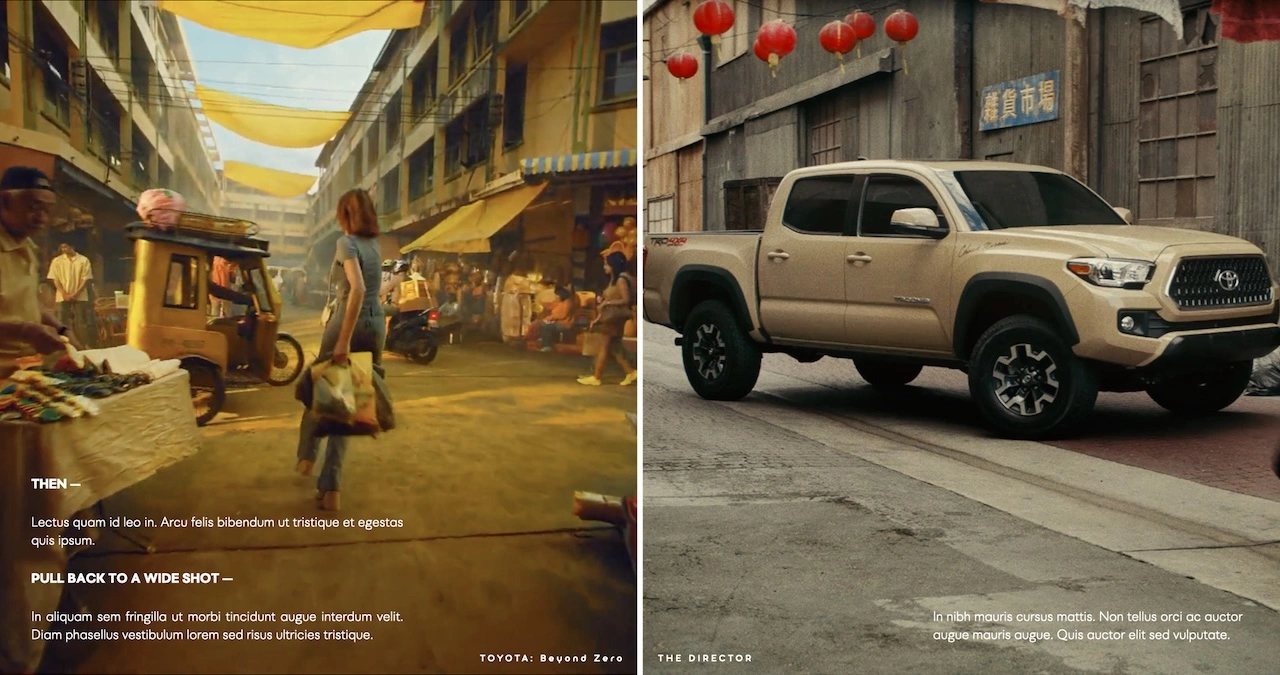 THEN —
Lectus quam id leo in. Arcu felis bibendum ut tristique et egestas
quis ipsum.
PULL BACK TO A WIDE SHOT —
In aliquam sem fringilla ut morbi tincidunt augue interdum velit.
Diam phasellus vestibulum lorem sed risus ultricies tristique.
TOYOTA: Beyond Zero
雜貨市場
TRD 4x4
TACOMA
In nibh mauris cursus mattis. Non tellus orci ac auctor
augue mauris augue. Quis auctor elit sed vulputate.
THE DIRECTOR